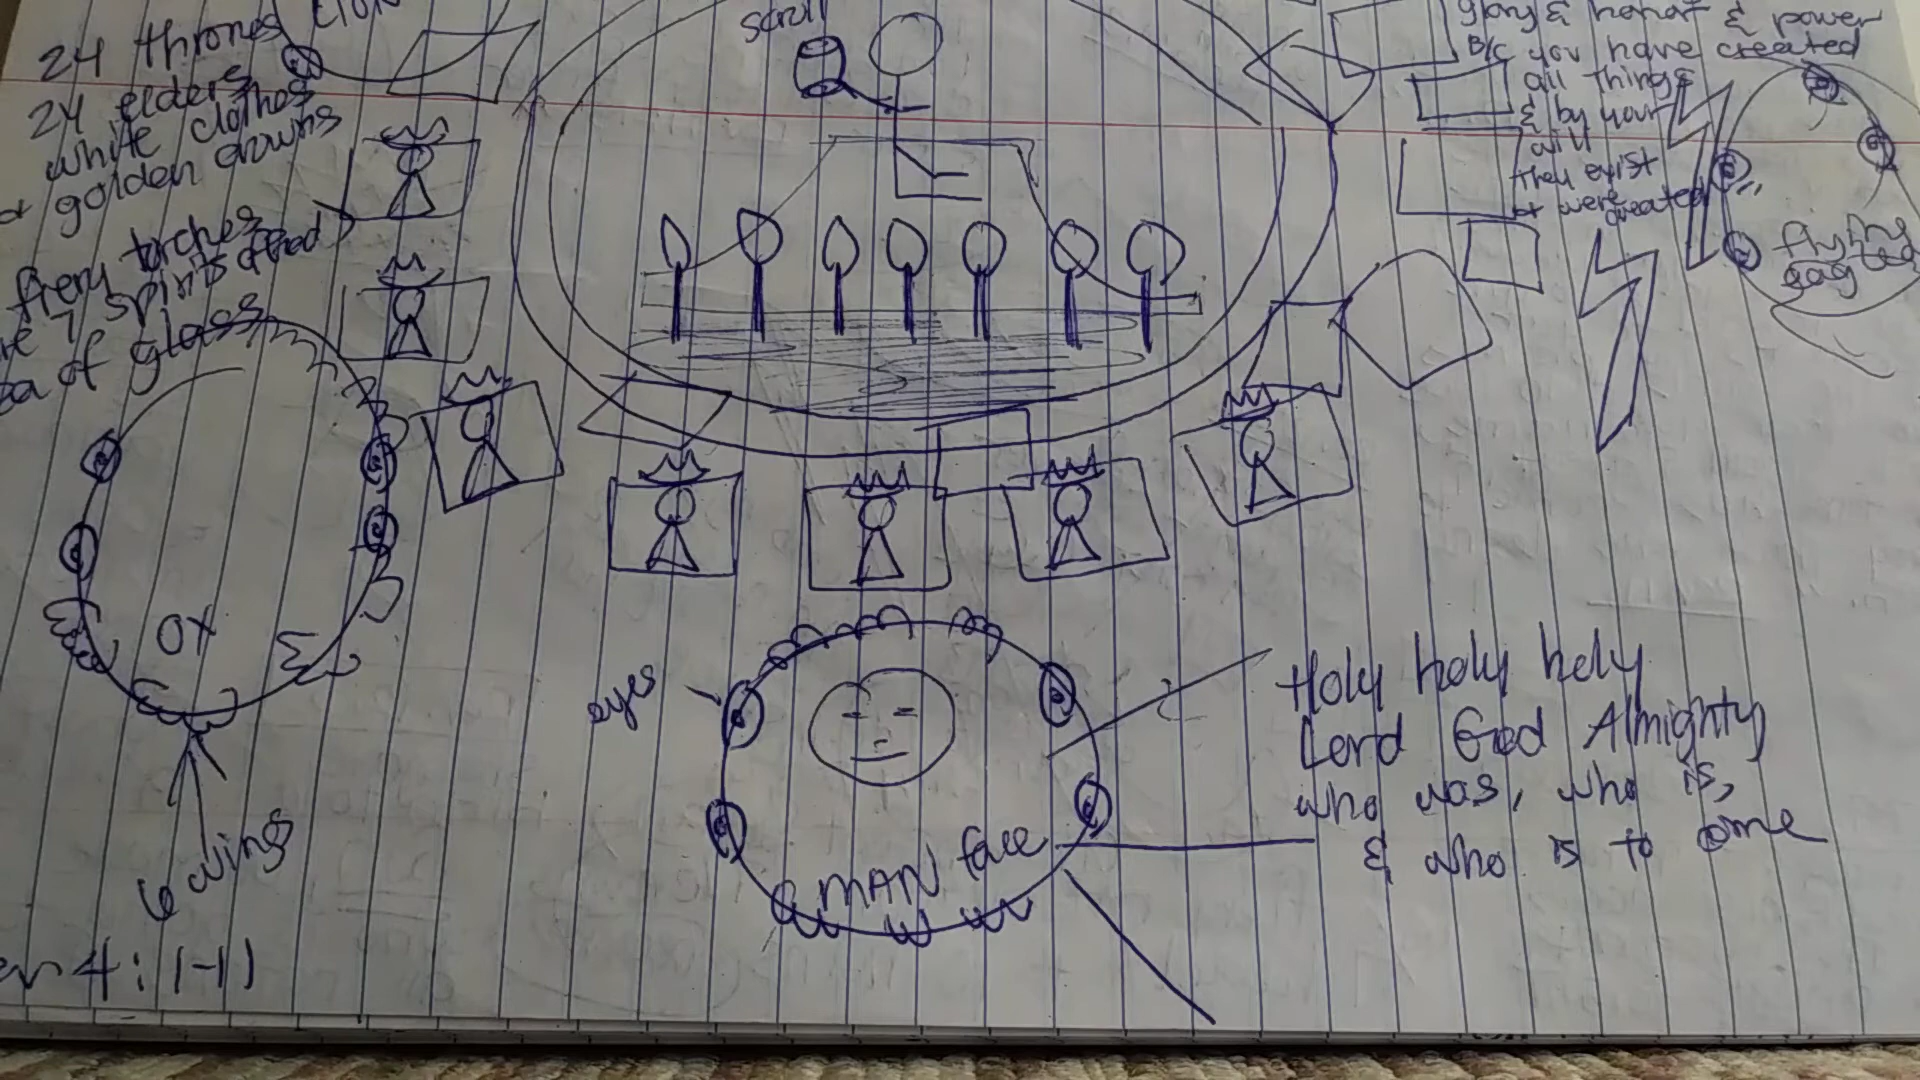 24 thrones
24 elders
white clothes
golden crowns
fiery torches
7 spirits of God
of glass
scroll
glory & honor & power
B/c you have created
all things
& by your
will
they exist
were
created
flying
OX
6 wings
eyes
MAN face
Holy holy holy
Lord God Almighty
who was, who is,
& who is to come
4:1-11